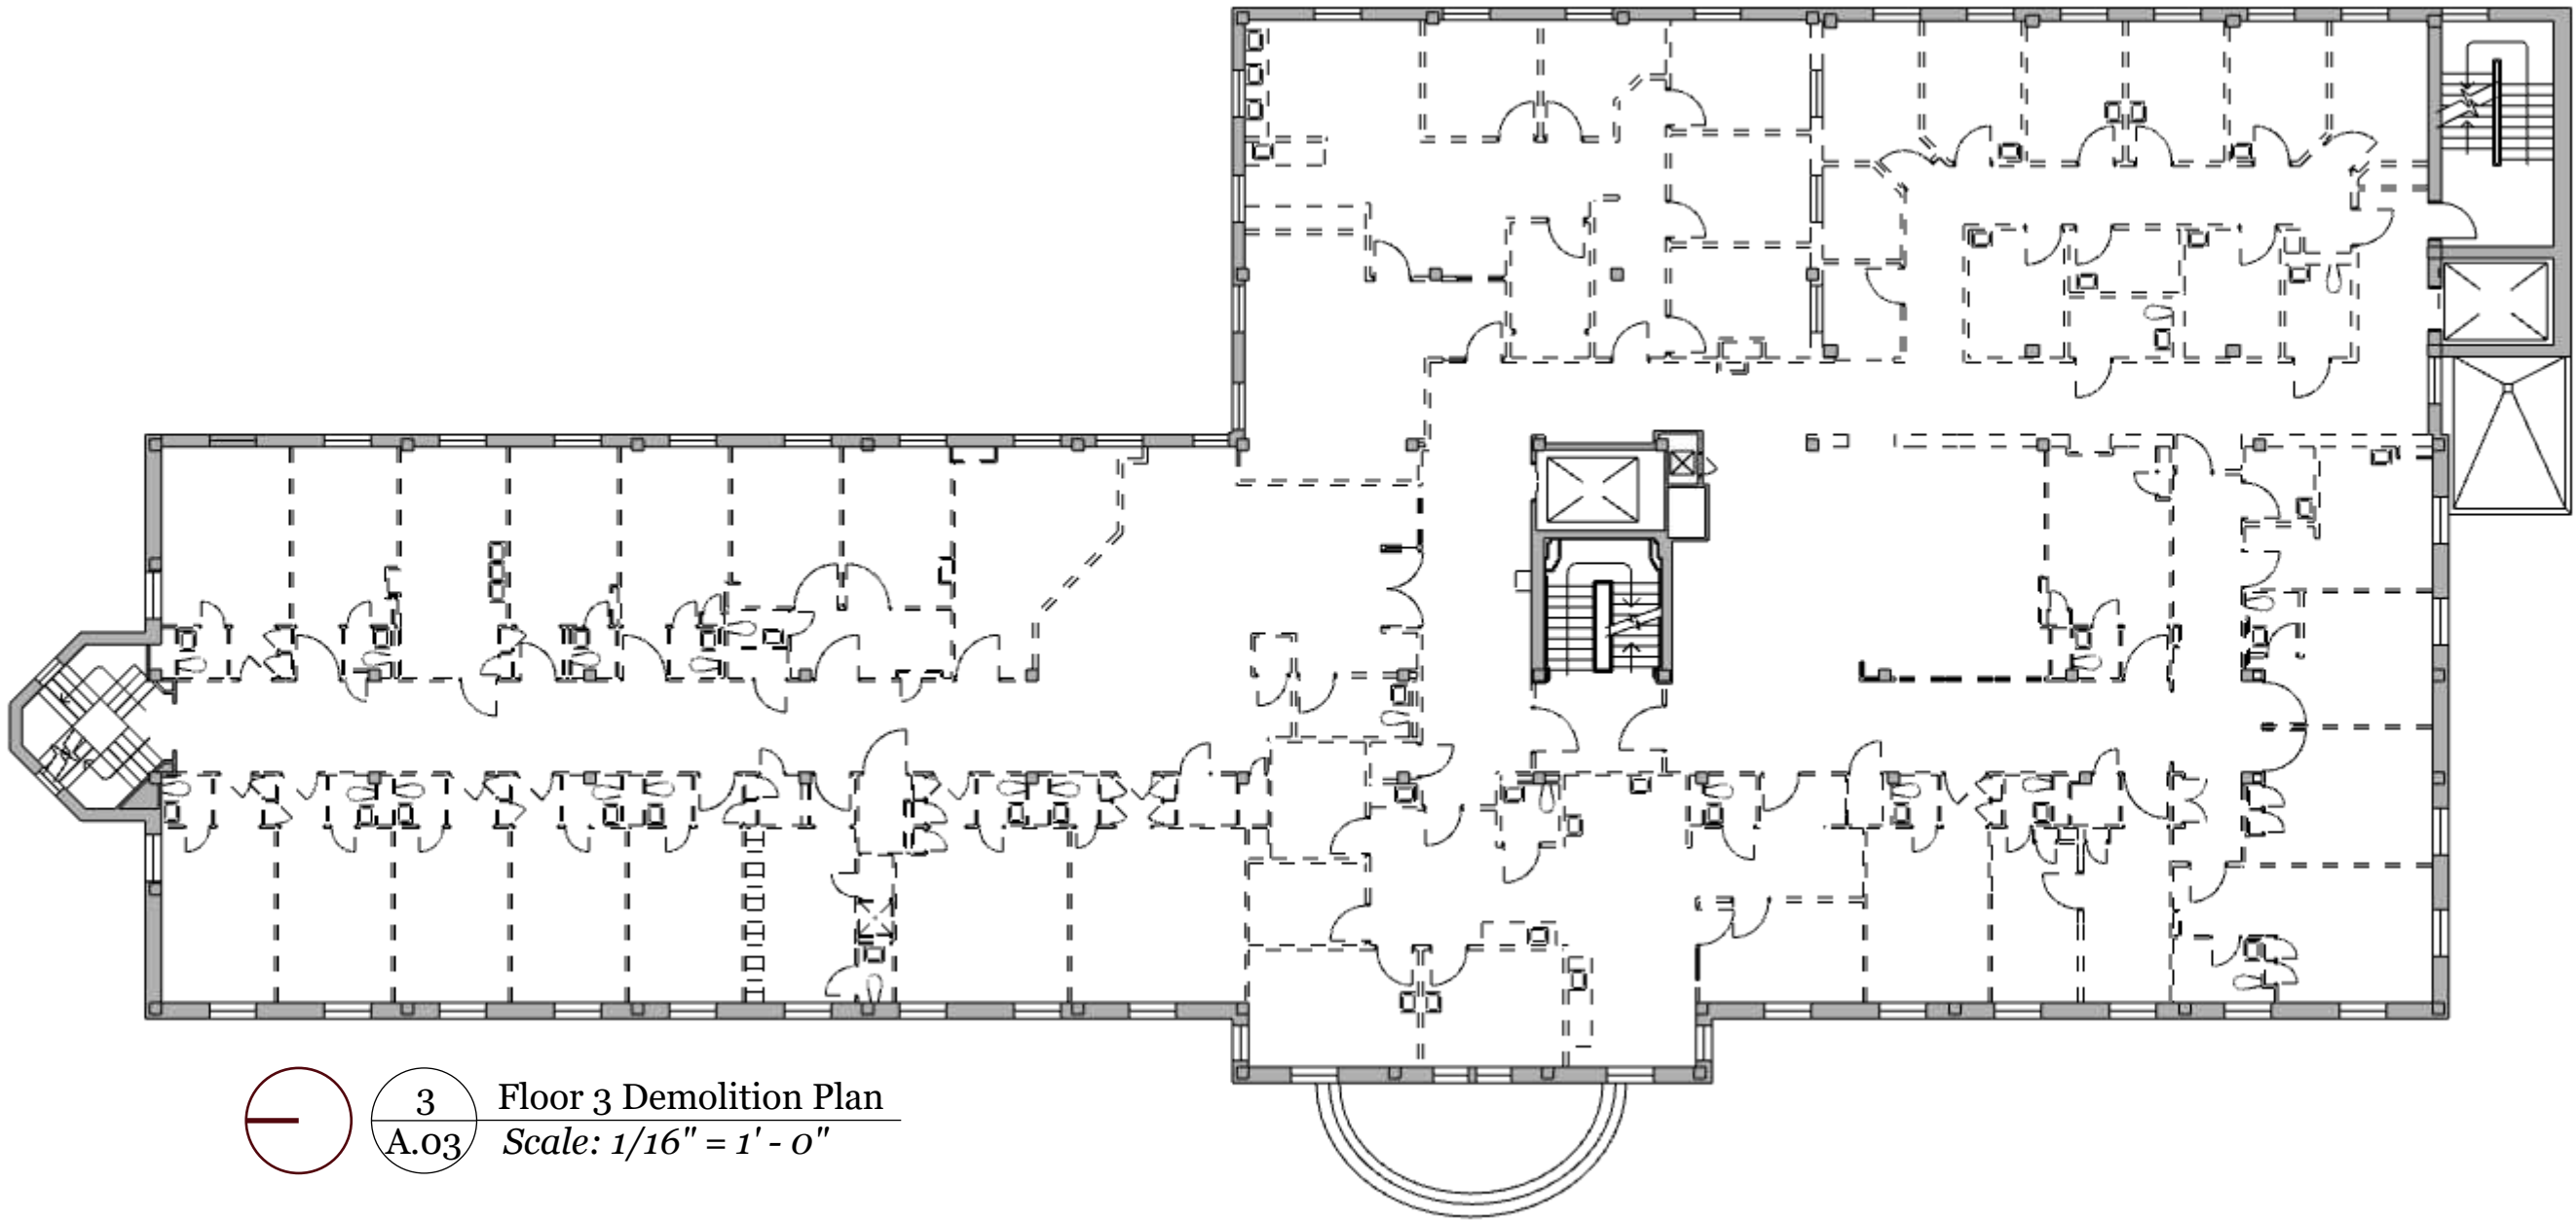 3
A.03
Floor 3 Demolition Plan
Scale: 1/16" = 1' - 0"